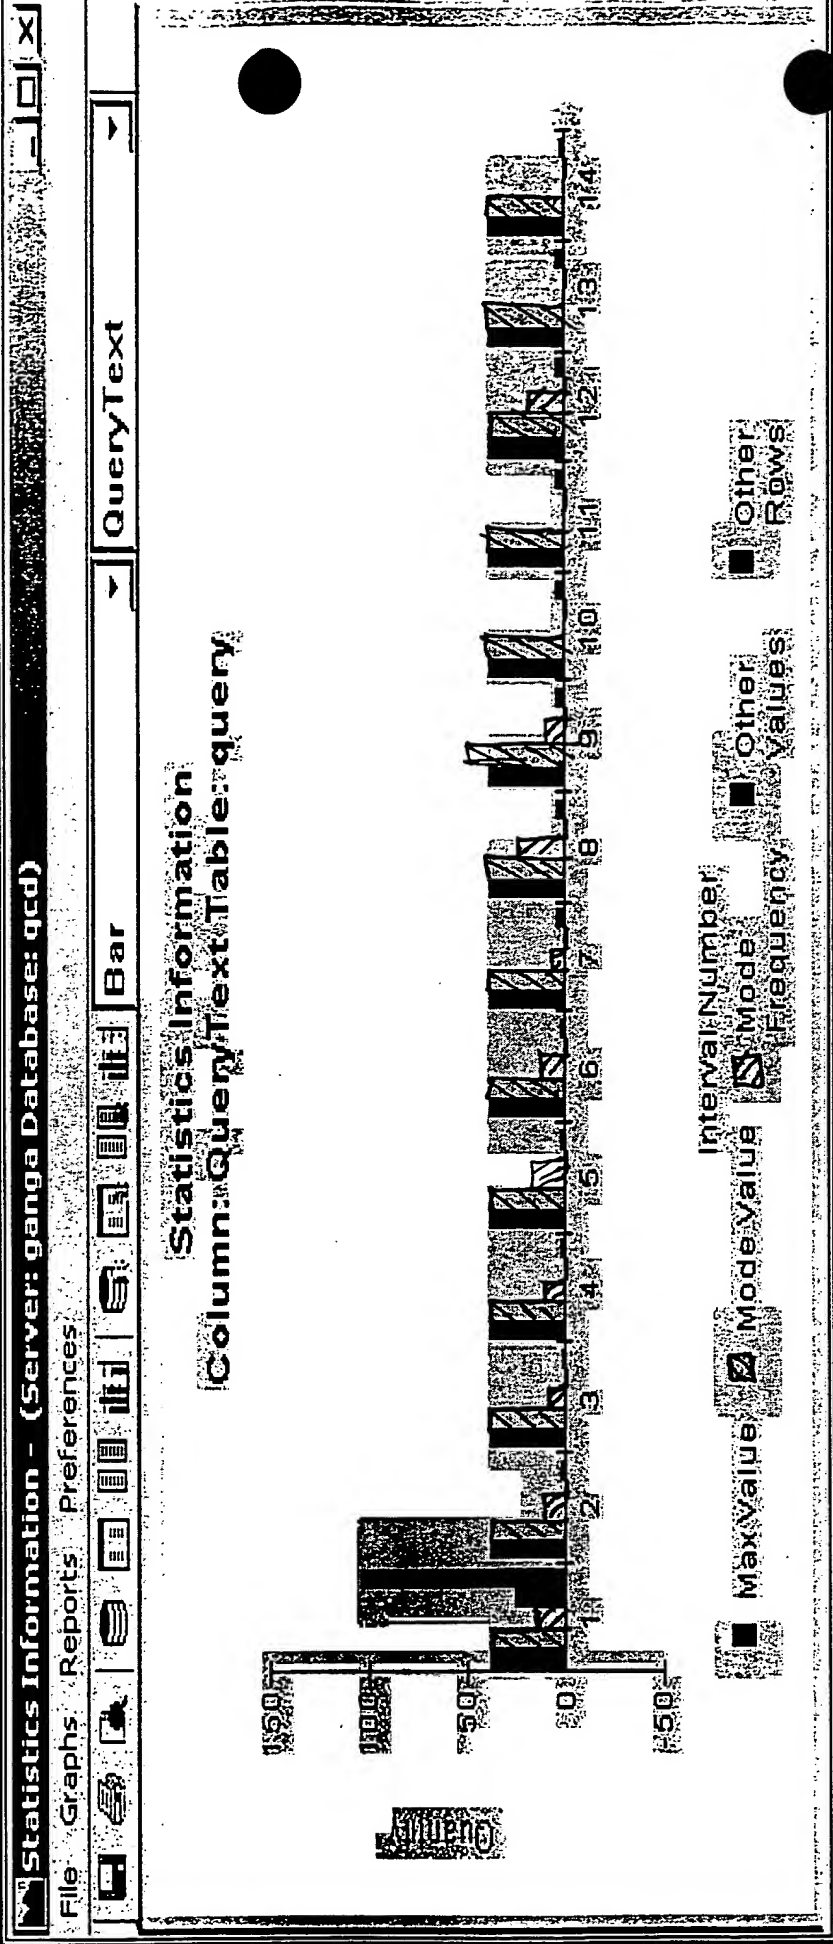 Statistics Information - (Server: ganga Database: qcd)
File Graphs Reports Preferences
Bar QueryText
Statistics Information
Column:QueryText Table:query
Quantity
150
100
50
0
-50
1 2 3 4 5 6 7 8 9 10 11 12 13 14
Interval Number
Max Value Mode Value Mode Frequency Other Values Other Rows